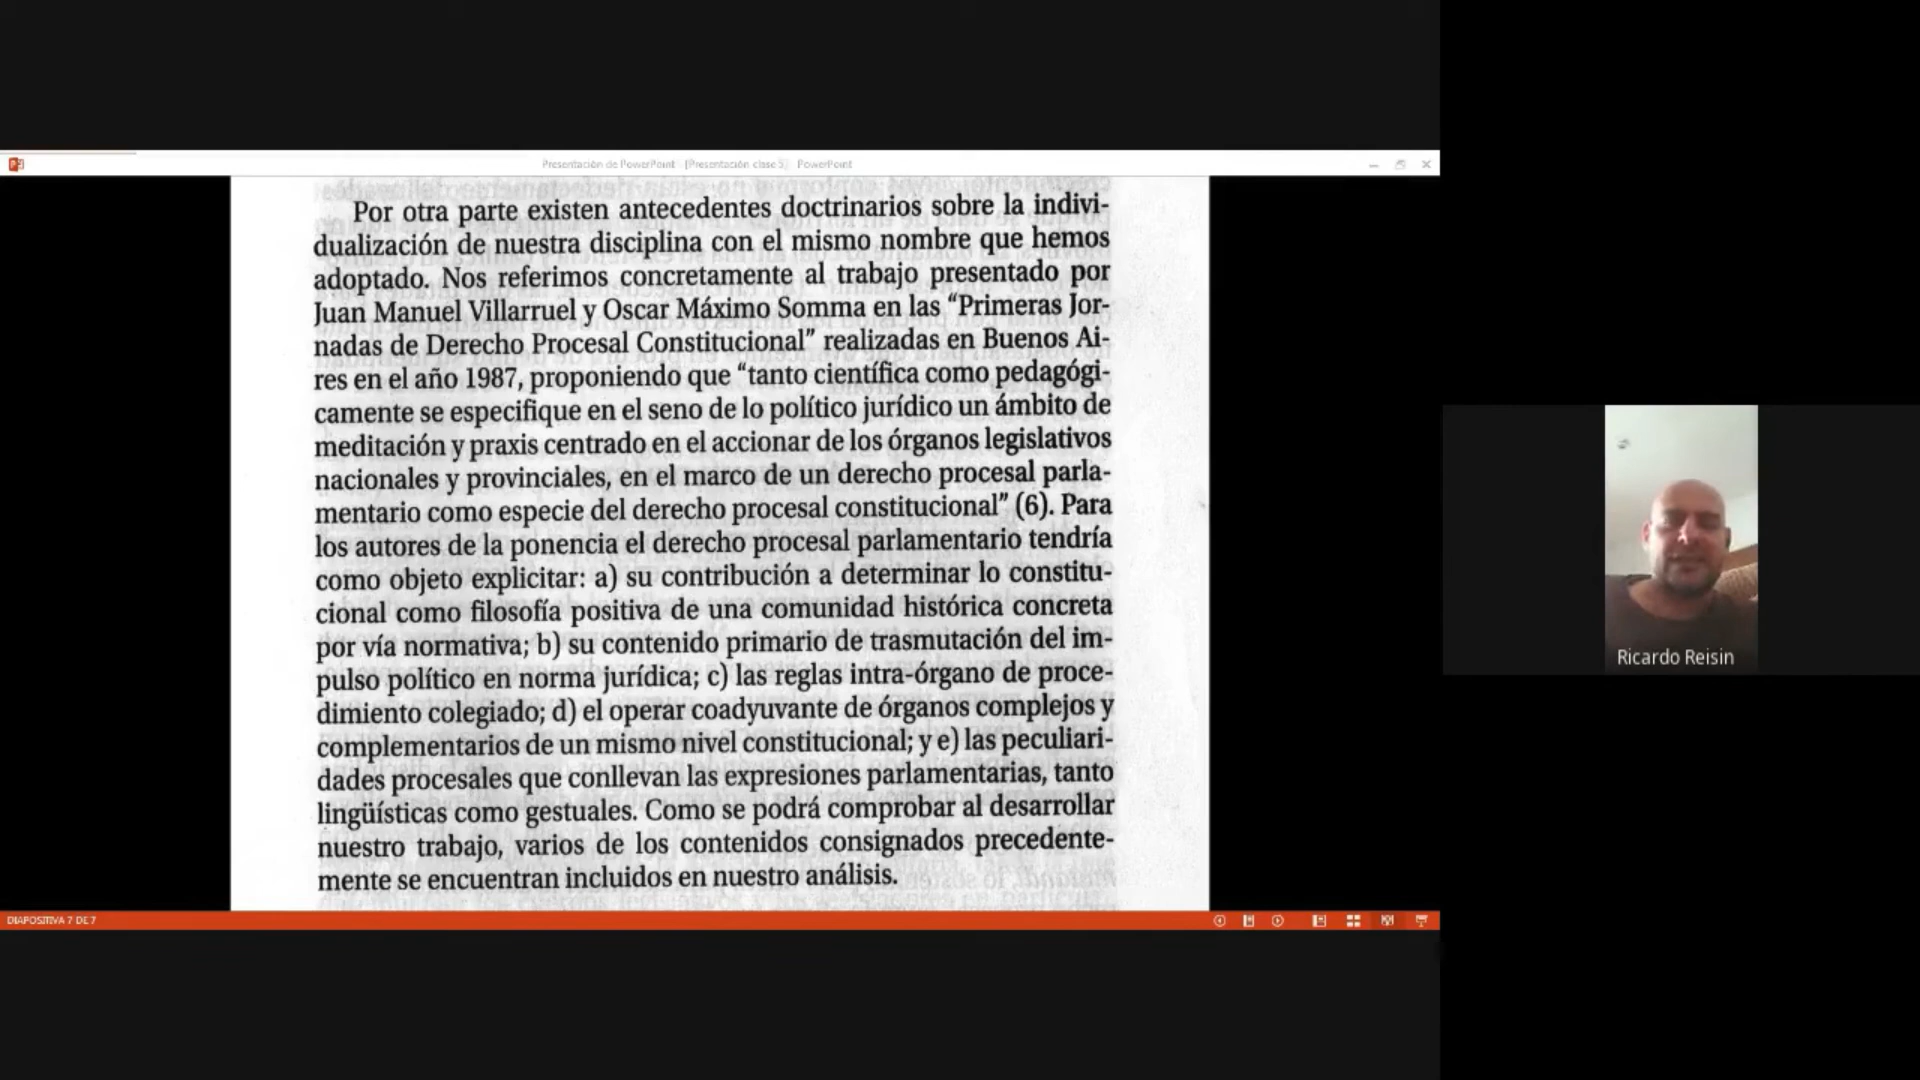 Presentación de PowerPoint - [Presentación clase 5] - PowerPoint
Por otra parte existen antecedentes doctrinarios sobre la indivi-
dualización de nuestra disciplina con el mismo nombre que hemos
adoptado. Nos referimos concretamente al trabajo presentado por
Juan Manuel Villarruel y Oscar Máximo Somma en las “Primeras Jor-
nadas de Derecho Procesal Constitucional” realizadas en Buenos Ai-
res en el año 1987, proponiendo que “tanto científica como pedagógi-
camente se especifique en el seno de lo político jurídico un ámbito de
meditación y praxis centrado en el accionar de los órganos legislativos
nacionales y provinciales, en el marco de un derecho procesal parla-
mentario como especie del derecho procesal constitucional” (6). Para
los autores de la ponencia el derecho procesal parlamentario tendría
como objeto explicitar: a) su contribución a determinar lo constitu-
cional como filosofía positiva de una comunidad histórica concreta
por vía normativa; b) su contenido primario de trasmutación del im-
pulso político en norma jurídica; c) las reglas intra-órgano de proce-
dimiento colegiado; d) el operar coadyuvante de órganos complejos y
complementarios de un mismo nivel constitucional; y e) las peculiari-
dades procesales que conllevan las expresiones parlamentarias, tanto
lingüísticas como gestuales. Como se podrá comprobar al desarrollar
nuestro trabajo, varios de los contenidos consignados precedente-
mente se encuentran incluidos en nuestro análisis.
Ricardo Reisin
DIAPOSITIVA 7 DE 7